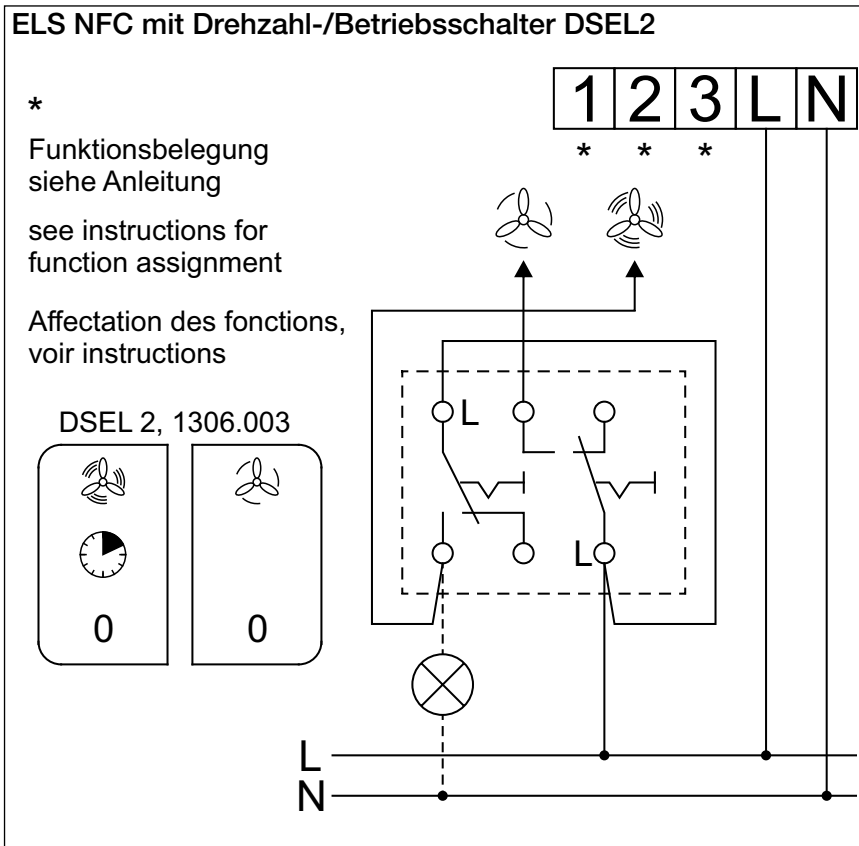 ELS NFC mit Drehzahl-/Betriebsschalter DSEL2
1 2 3 L N
* * *
*
Funktionsbelegung
siehe Anleitung
see instructions for
function assignment
Affectation des fonctions,
voir instructions
DSEL 2, 1306.003
0 0
L
L
L
N